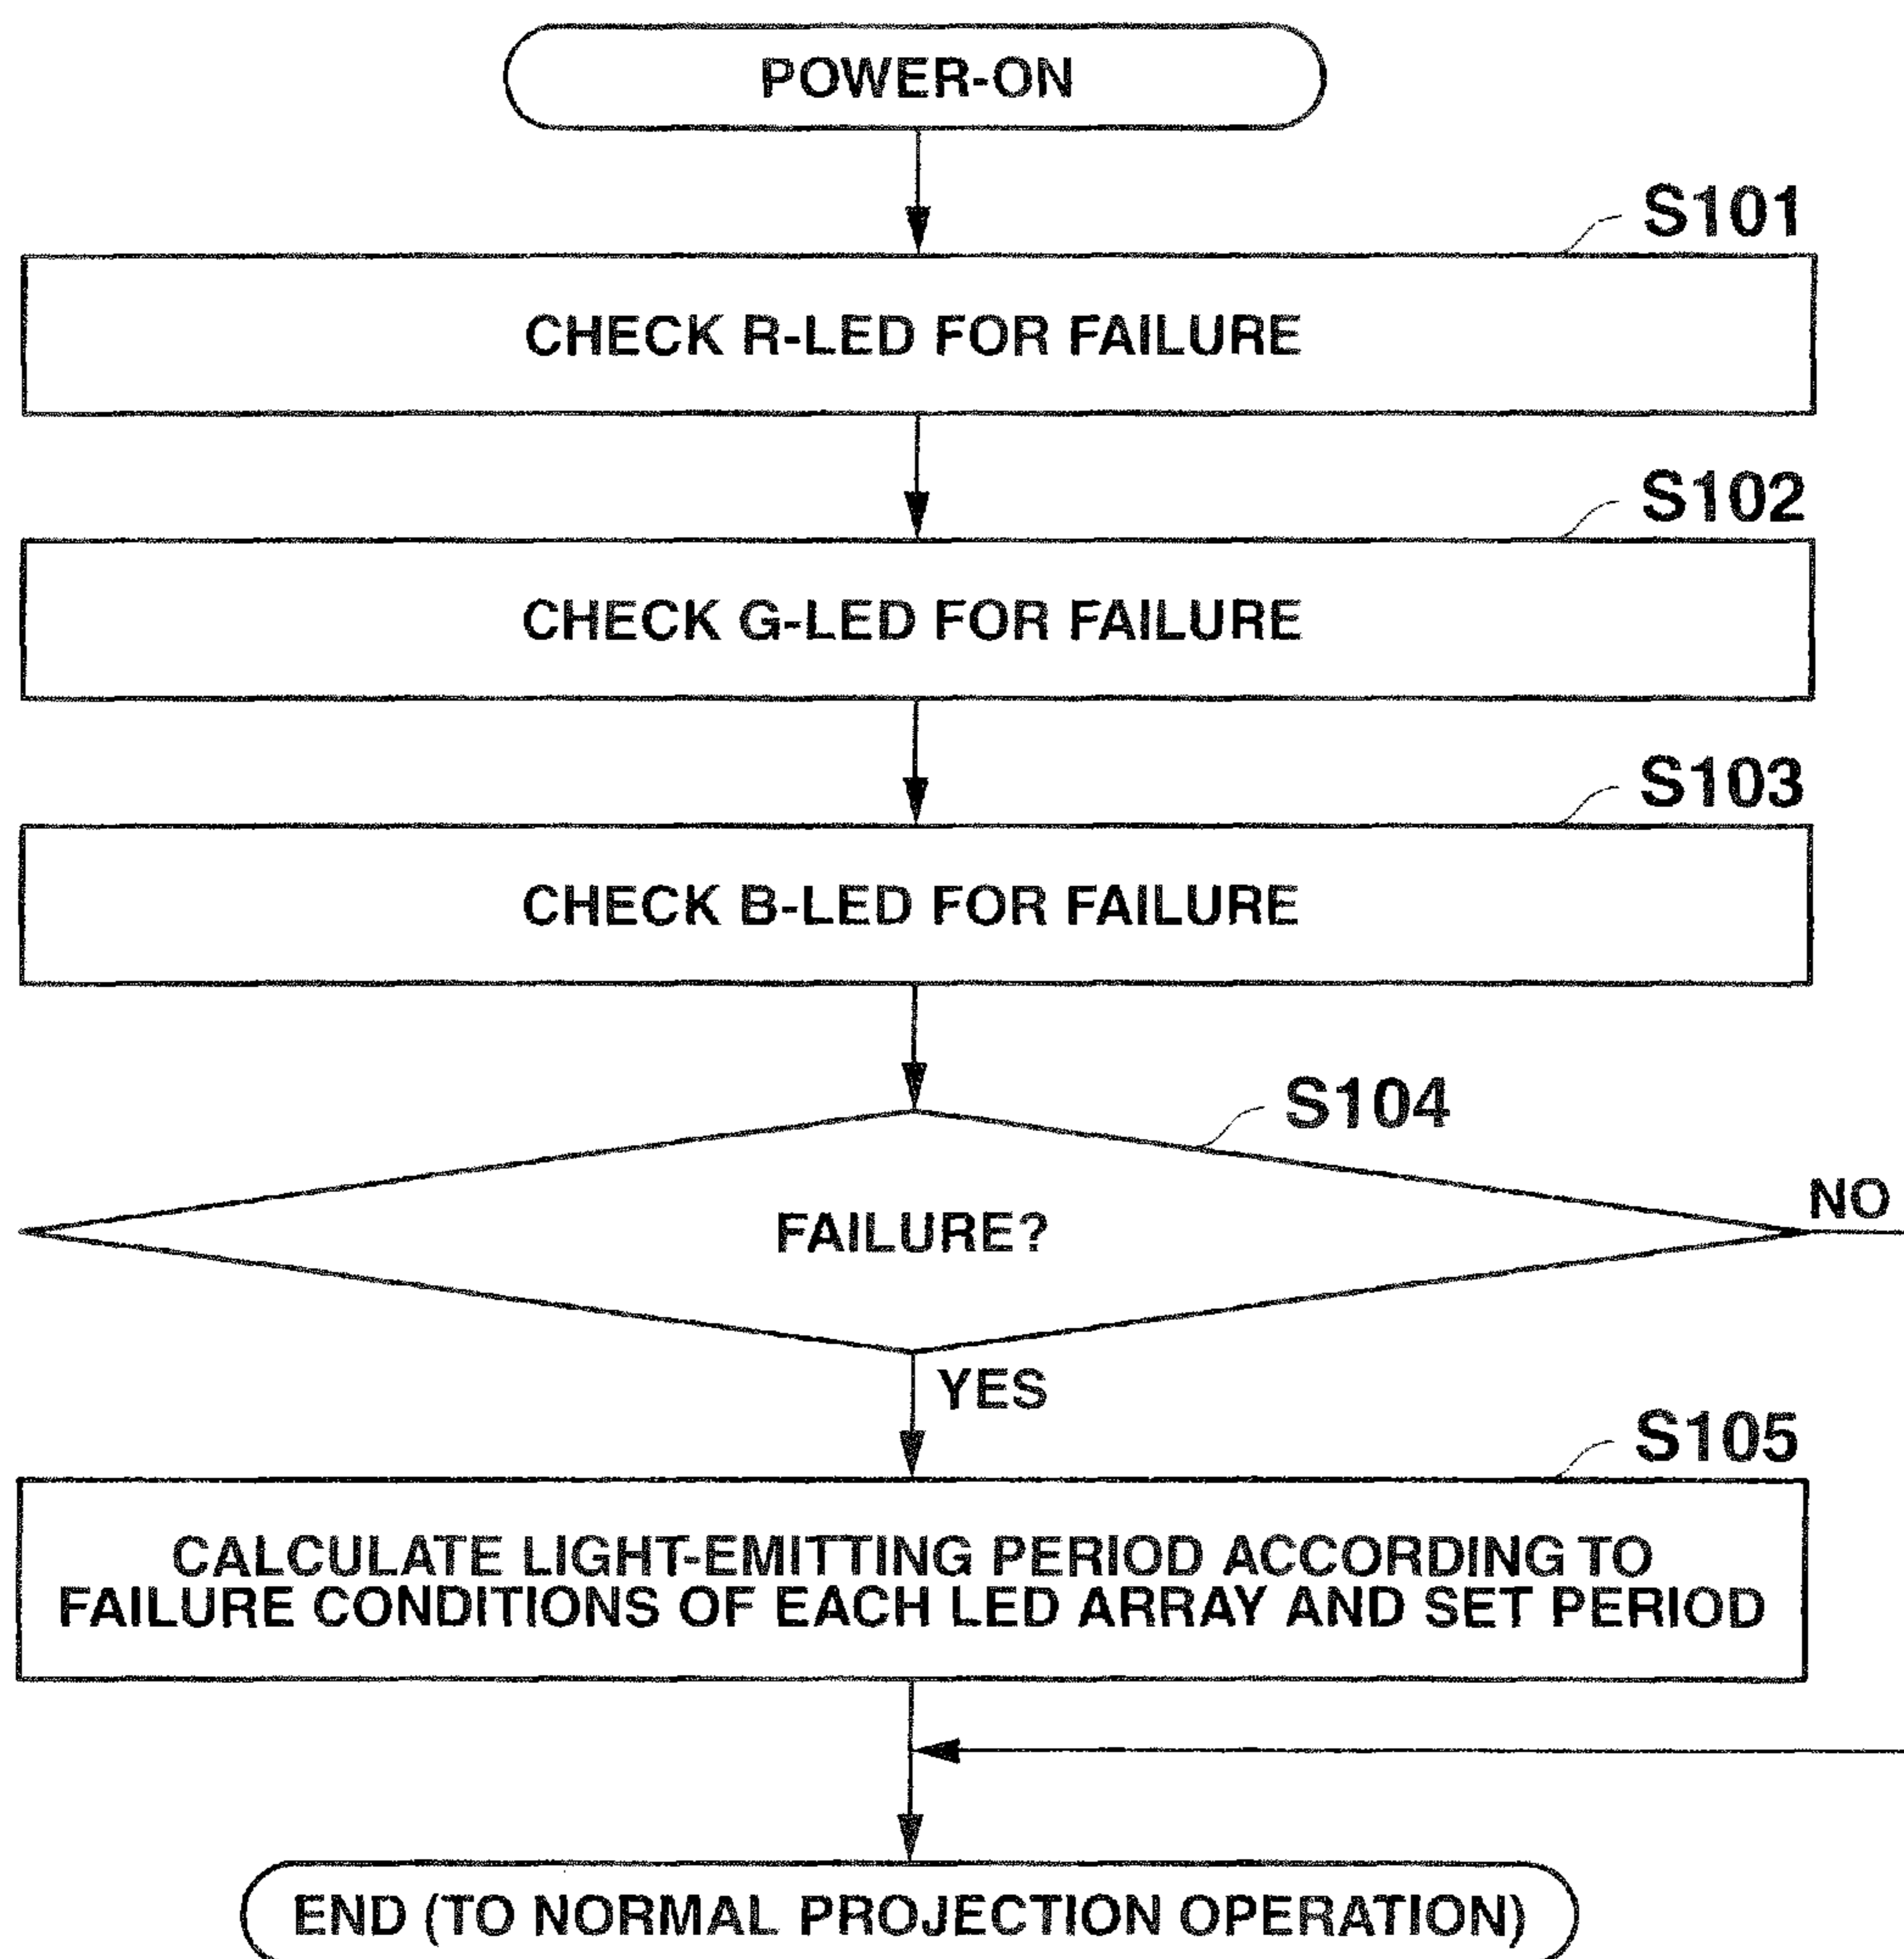 POWER-ON
S101
CHECK R-LED FOR FAILURE
S102
CHECK G-LED FOR FAILURE
S103
CHECK B-LED FOR FAILURE
S104
FAILURE?
NO
YES
S105
CALCULATE LIGHT-EMITTING PERIOD ACCORDING TO
FAILURE CONDITIONS OF EACH LED ARRAY AND SET PERIOD
END (TO NORMAL PROJECTION OPERATION)